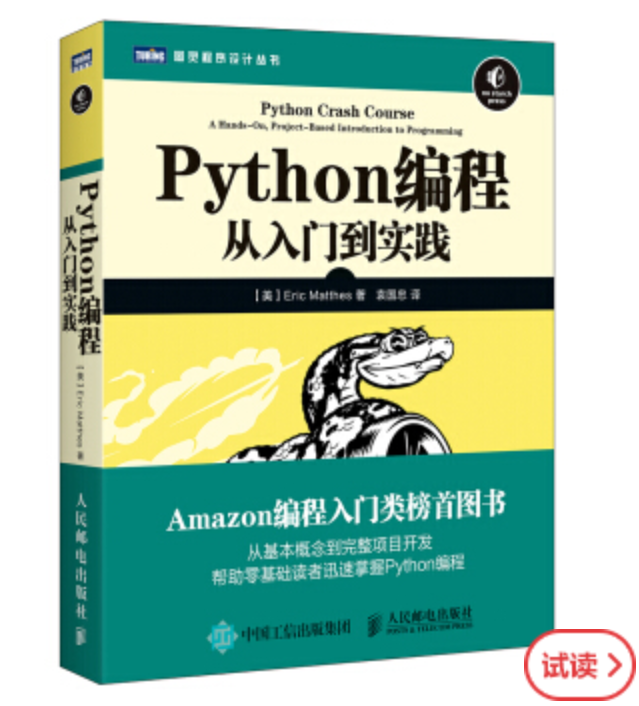 TURING 图灵程序设计丛书
no starch
press
Python Crash Course
A Hands-On, Project-Based Introduction to Programming
Python编程
从入门到实践
[美] Eric Matthes 著 袁国忠 译
Amazon编程入门类榜首图书
从基本概念到完整项目开发
帮助零基础读者迅速掌握Python编程
中国工信出版集团
人民邮电出版社
POSTS & TELECOM PRESS
Python编程
从入门到实践
[美] Eric Matthes 著
人民邮电出版社
试读 >